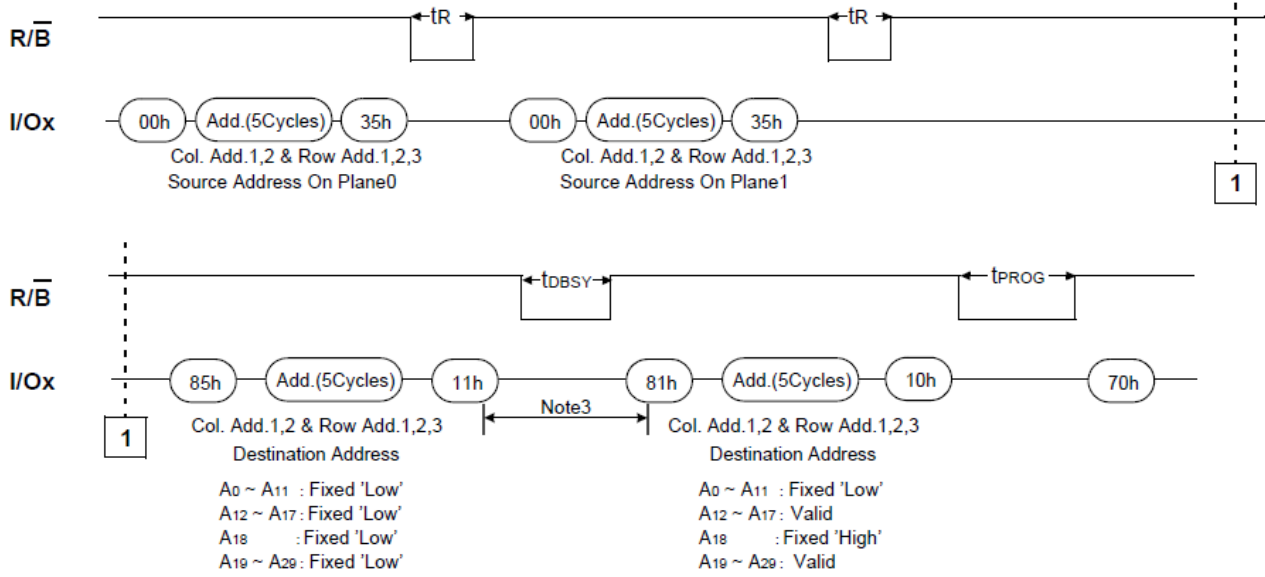 R/B tR tR
I/Ox 00h Add.(5Cycles) 35h 00h Add.(5Cycles) 35h
Col. Add.1,2 & Row Add.1,2,3 Col. Add.1,2 & Row Add.1,2,3
Source Address On Plane0 Source Address On Plane1
1
R/B tDBSY tPROG
I/Ox 85h Add.(5Cycles) 11h 81h Add.(5Cycles) 10h 70h
Note3
1
Col. Add.1,2 & Row Add.1,2,3 Col. Add.1,2 & Row Add.1,2,3
Destination Address Destination Address
A0 ~ A11 : Fixed 'Low' A0 ~ A11 : Fixed 'Low'
A12 ~ A17 : Fixed 'Low' A12 ~ A17 : Valid
A18 : Fixed 'Low' A18 : Fixed 'High'
A19 ~ A29 : Fixed 'Low' A19 ~ A29 : Valid